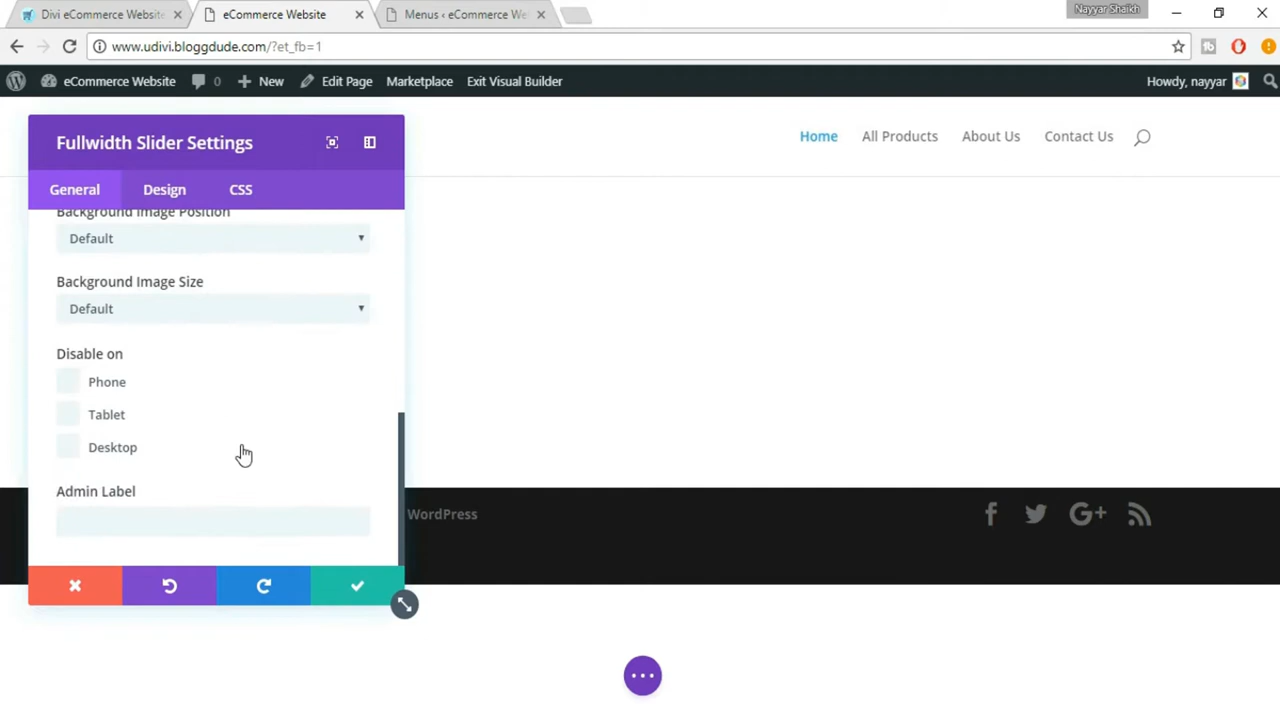 Divi eCommerce Website
eCommerce Website
Menus ‹ eCommerce We
Nayyar Shaikh
www.udivi.bloggdude.com/?et_fb=1
eCommerce Website
0
New
Edit Page
Marketplace
Exit Visual Builder
Howdy, nayyar
Fullwidth Slider Settings
Home
All Products
About Us
Contact Us
General
Design
CSS
Background Image Position
Default
Background Image Size
Default
Disable on
Phone
Tablet
Desktop
Admin Label
WordPress